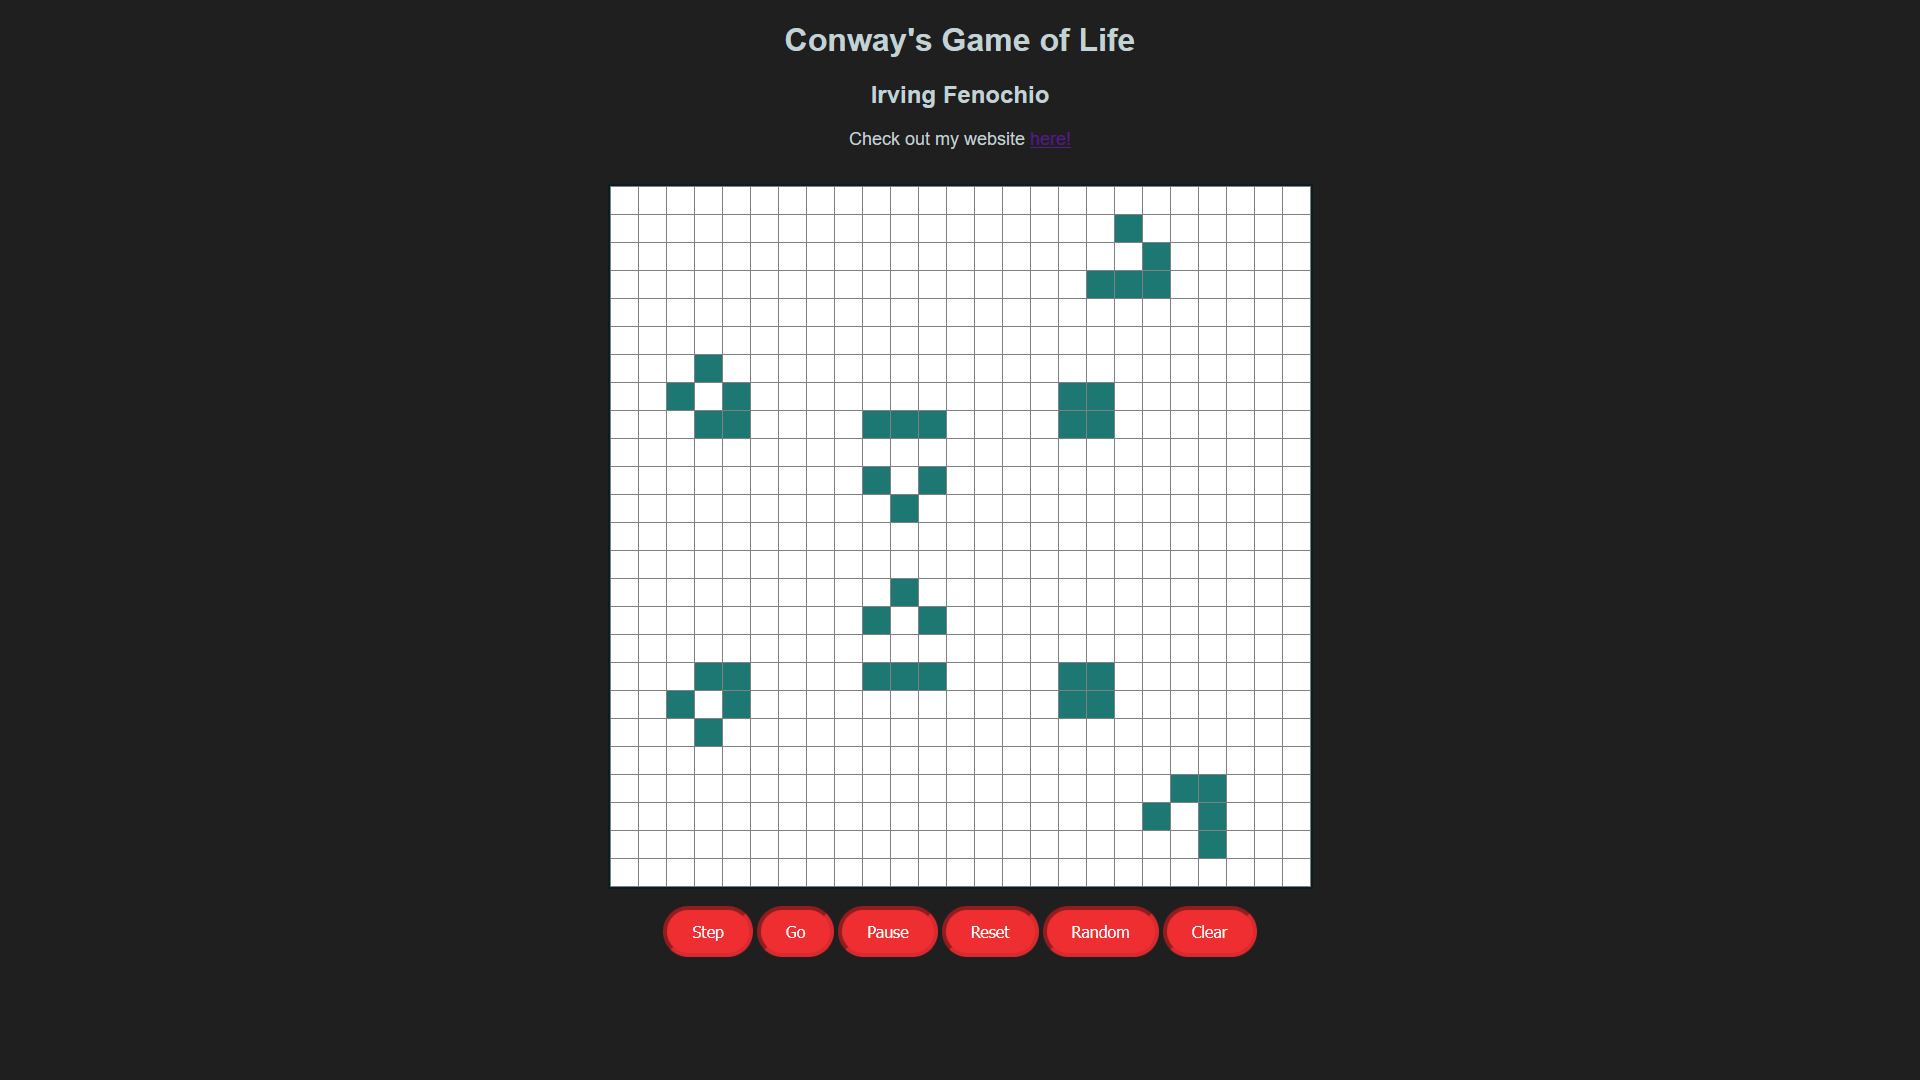 Conway's Game of Life
Irving Fenochio
Check out my website here!
Step Go Pause Reset Random Clear